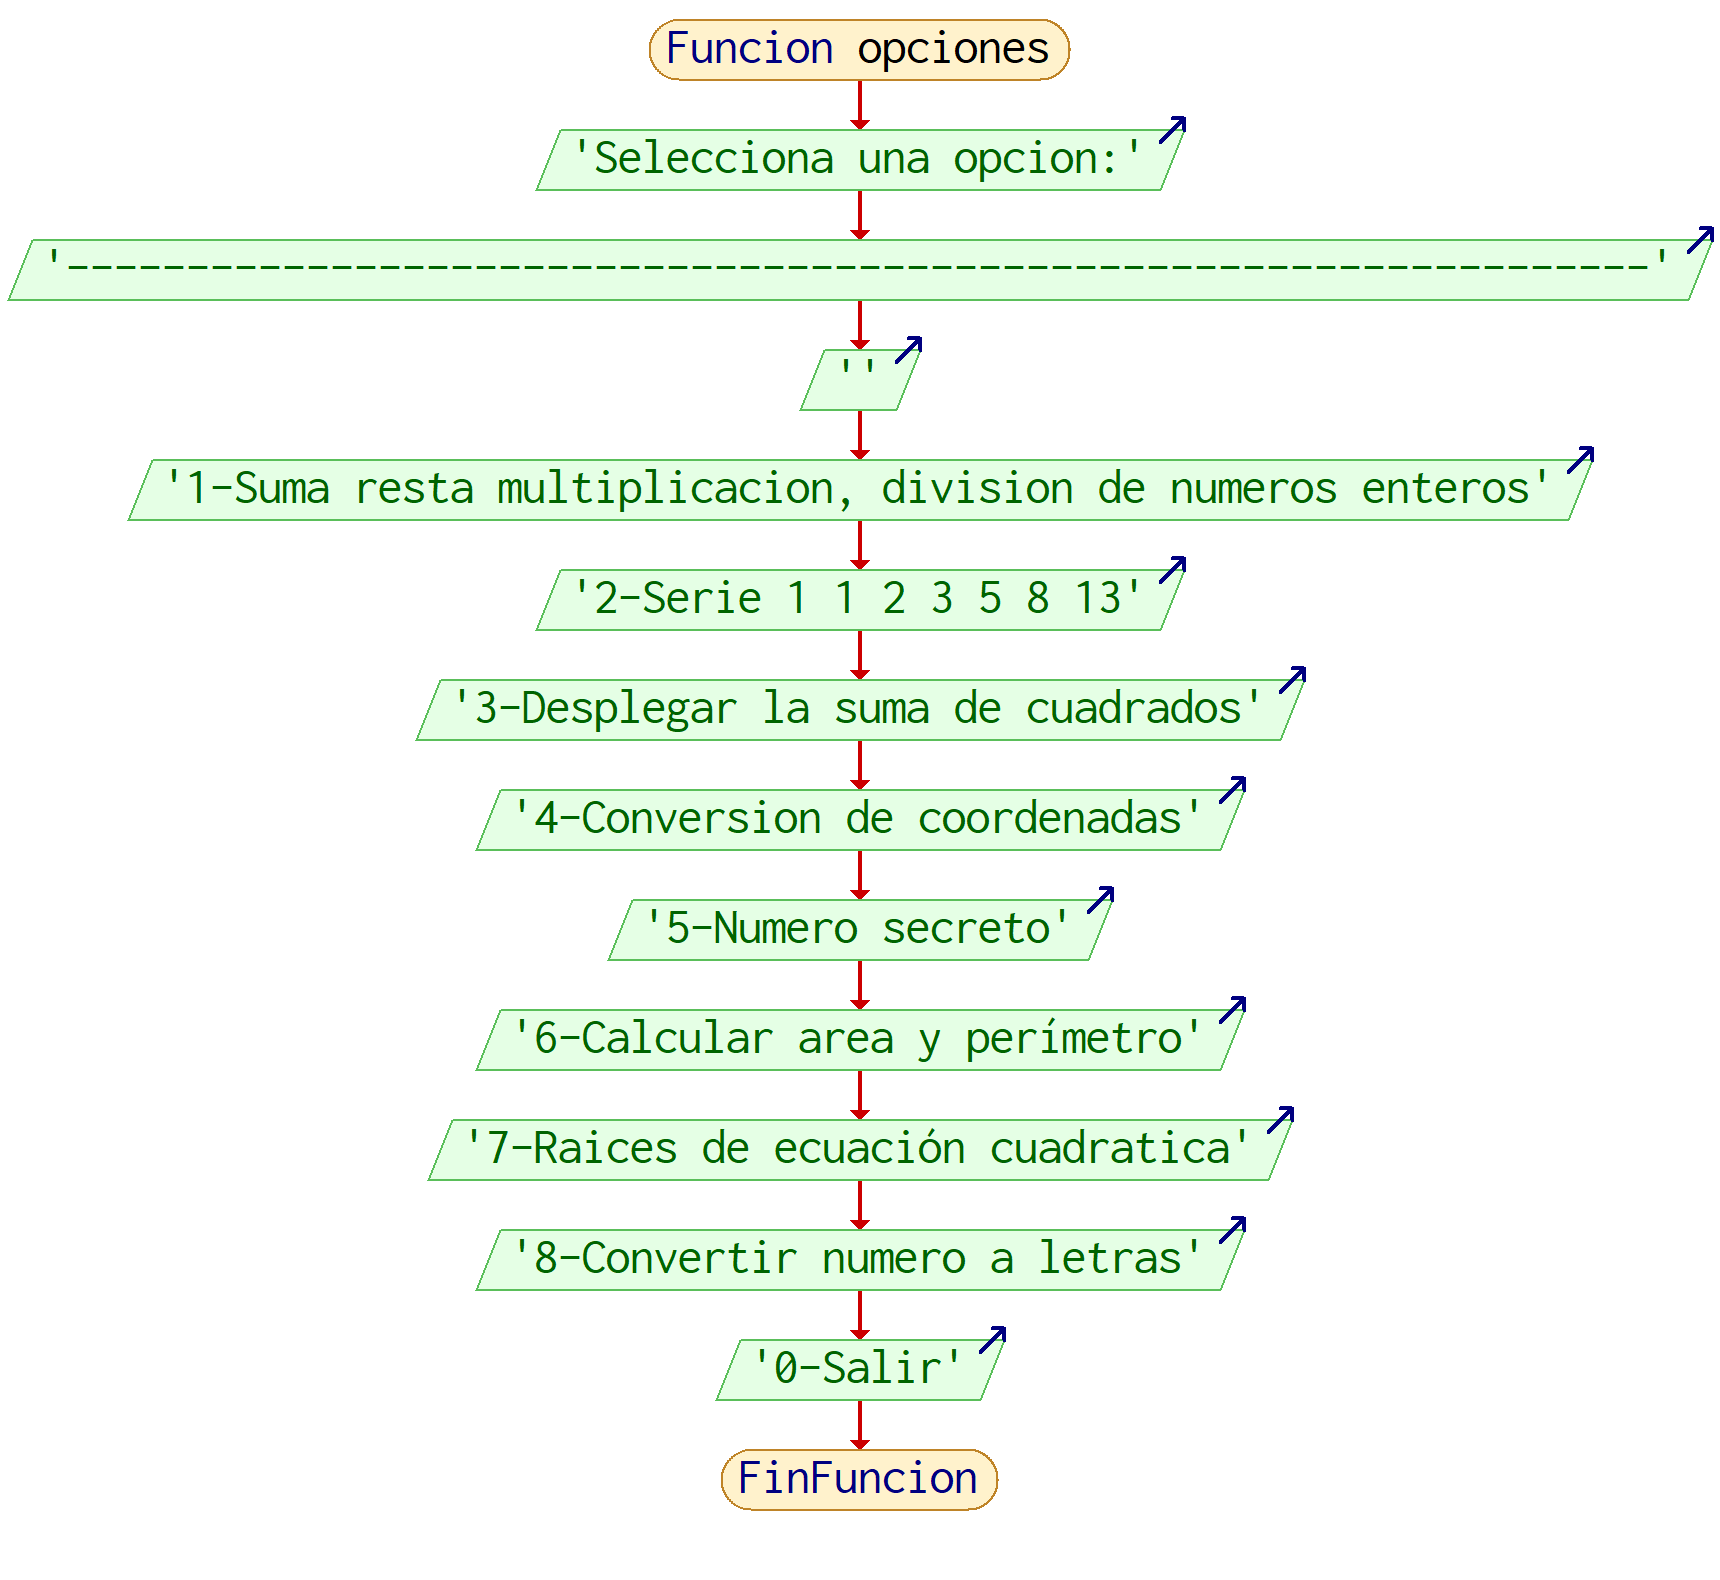 Funcion opciones
'Selecciona una opcion:'
'------------------------------------------------------------------'
''
'1-Suma resta multiplicacion, division de numeros enteros'
'2-Serie 1 1 2 3 5 8 13'
'3-Desplegar la suma de cuadrados'
'4-Conversion de coordenadas'
'5-Numero secreto'
'6-Calcular area y perímetro'
'7-Raices de ecuación cuadratica'
'8-Convertir numero a letras'
'0-Salir'
FinFuncion